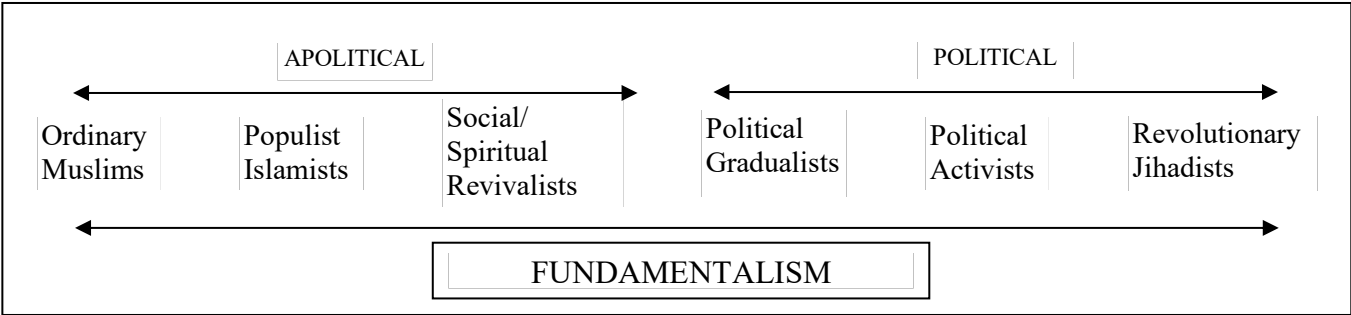 APOLITICAL
POLITICAL
Ordinary
Muslims
Populist
Islamists
Social/
Spiritual
Revivalists
Political
Gradualists
Political
Activists
Revolutionary
Jihadists
FUNDAMENTALISM